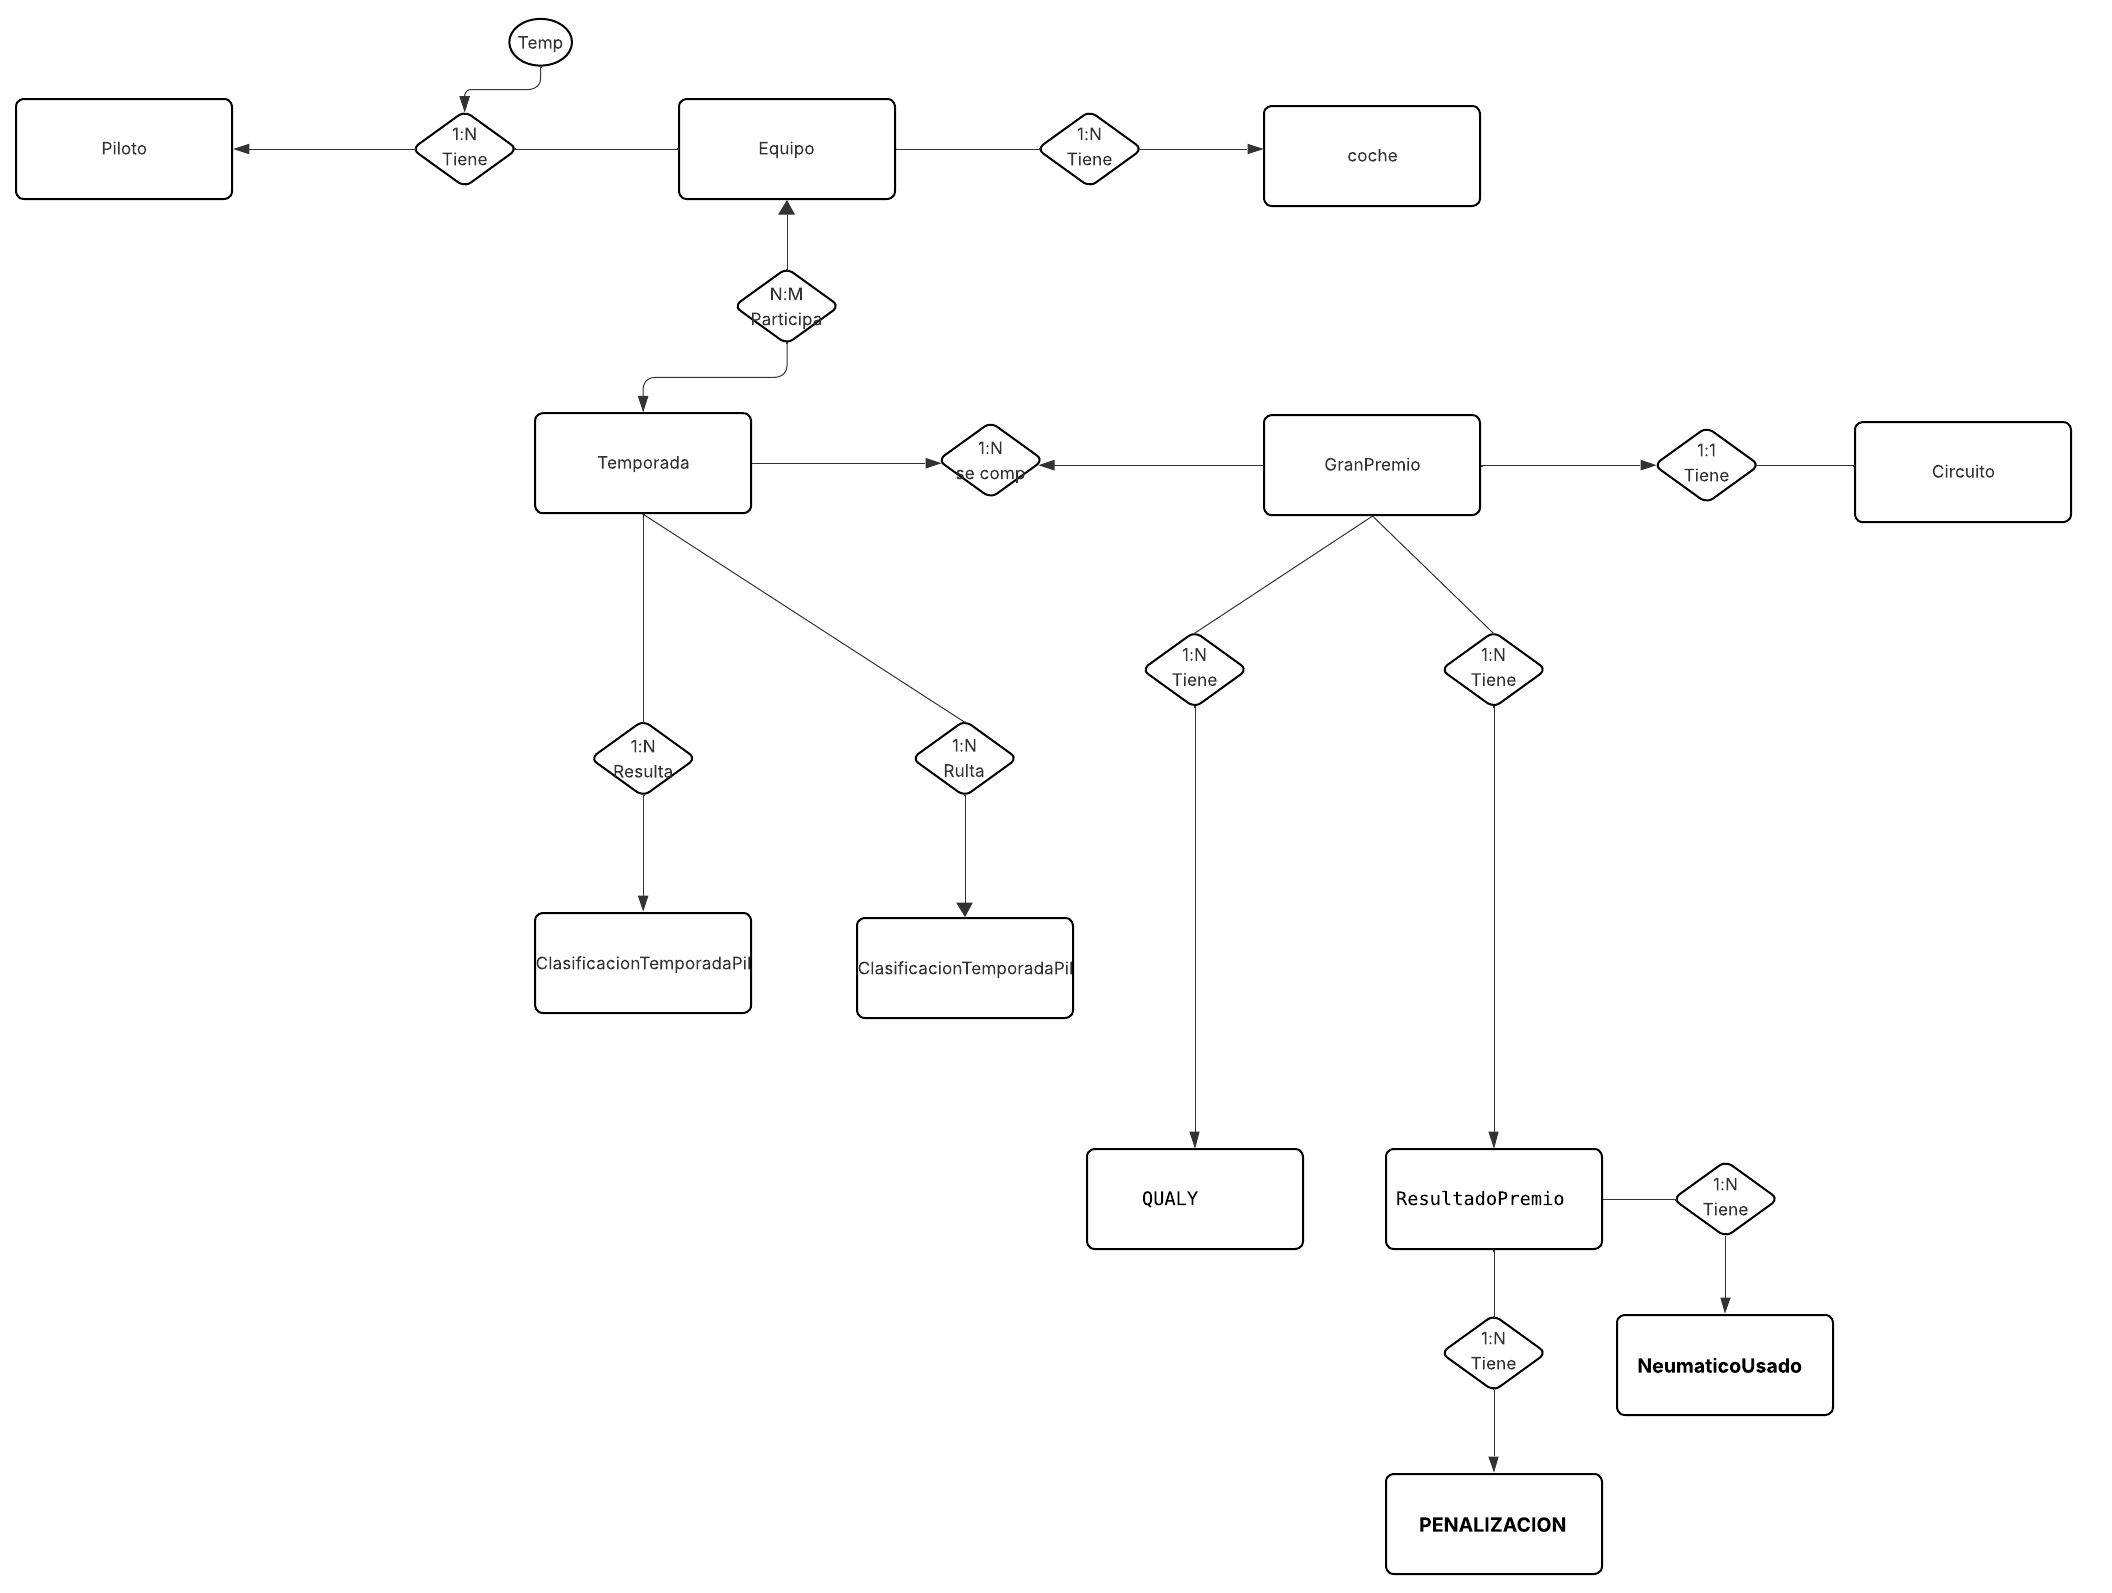 Temp
Piloto
1:N
Tiene
Equipo
1:N
Tiene
coche
N:M
Participa
Temporada
1:N
se comp
GranPremio
1:1
Tiene
Circuito
1:N
Tiene
1:N
Tiene
1:N
Resulta
1:N
Rulta
ClasificacionTemporadaPil
ClasificacionTemporadaPil
QUALY
ResultadoPremio
1:N
Tiene
1:N
Tiene
NeumaticoUsado
PENALIZACION